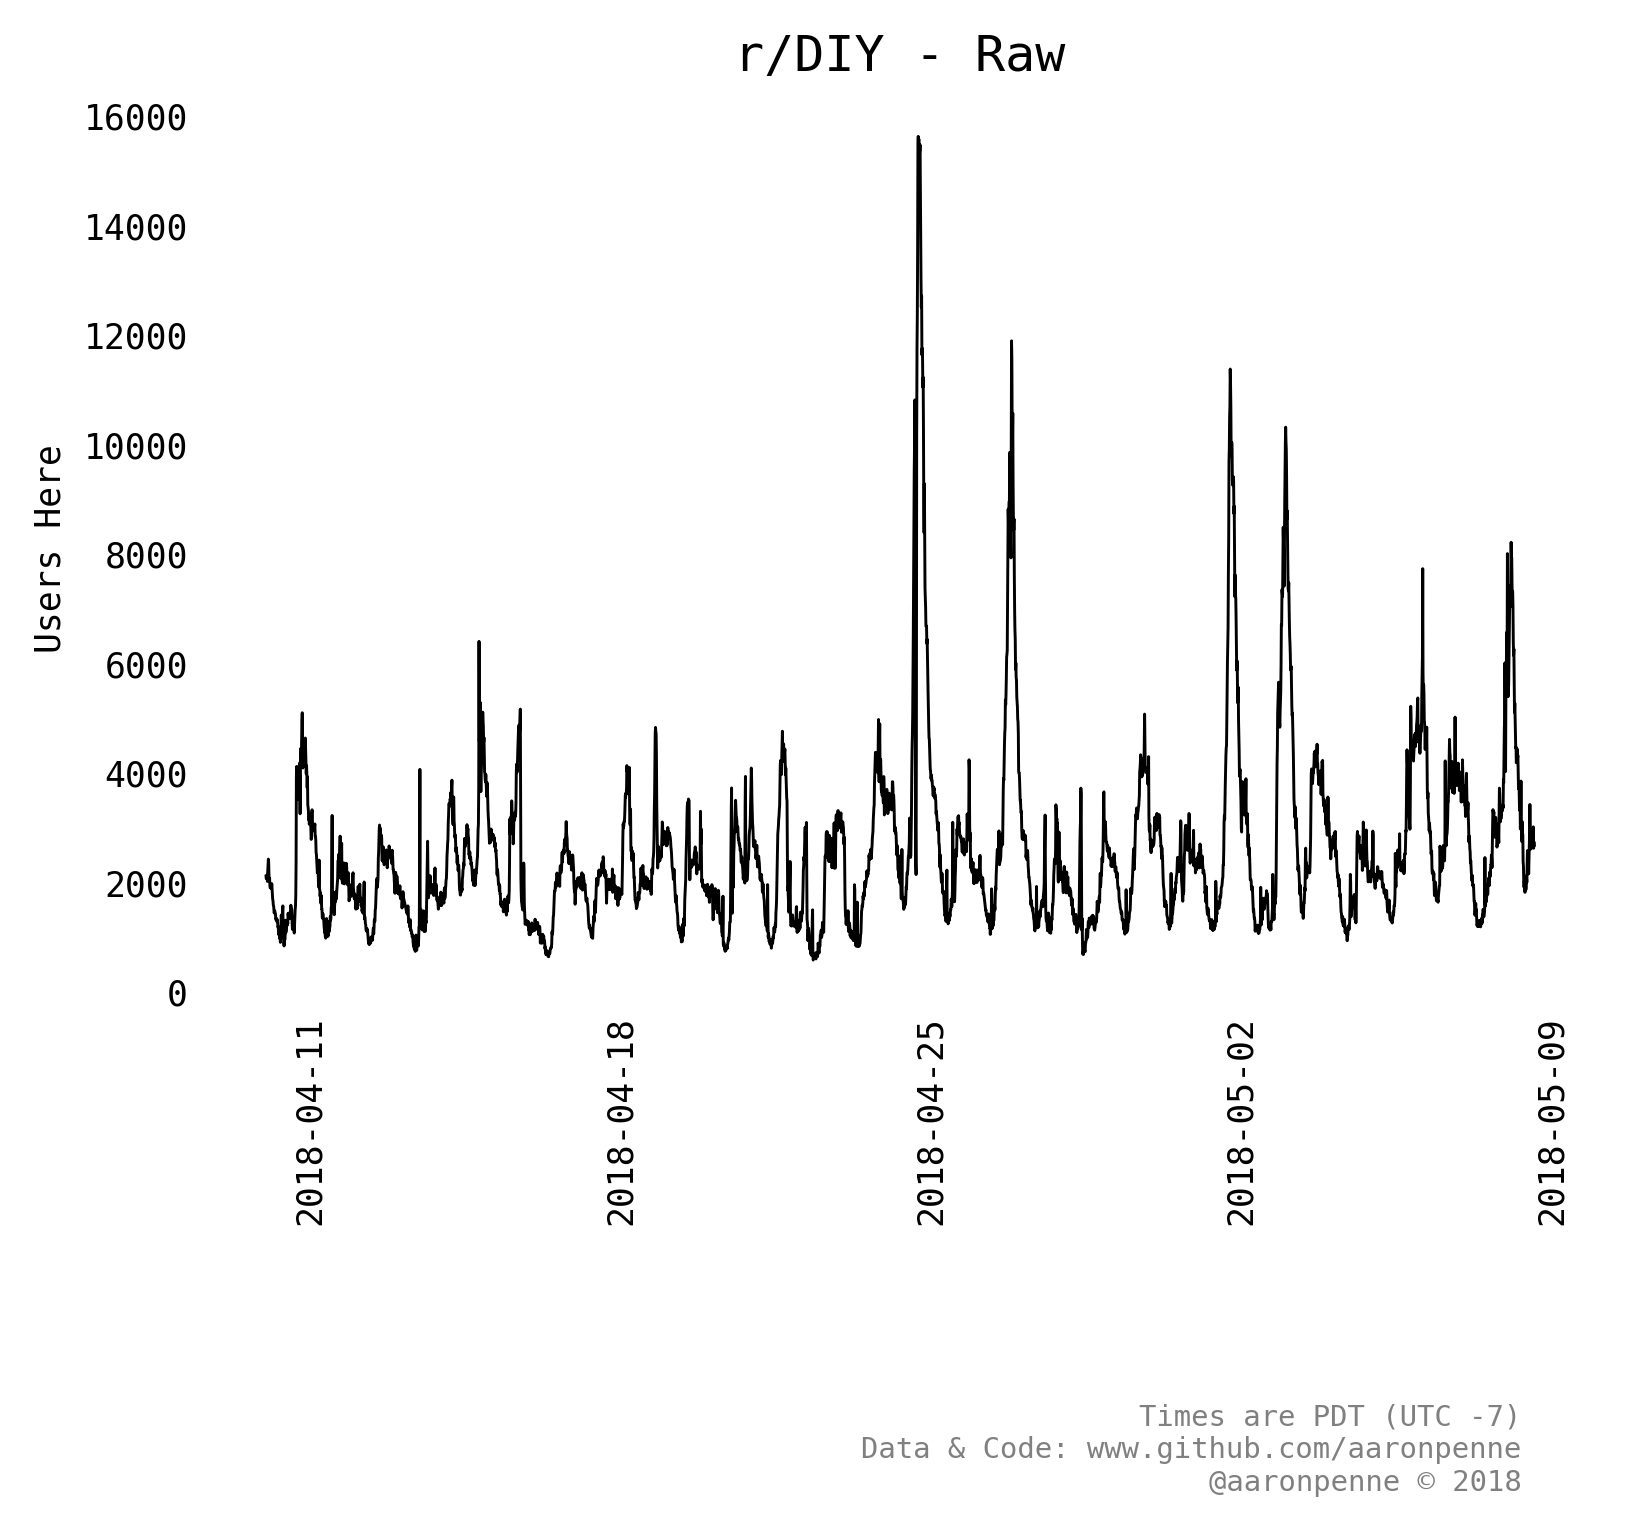 r/DIY - Raw
16000
14000
12000
10000
8000
6000
4000
2000
0
Users Here
2018-04-11
2018-04-18
2018-04-25
2018-05-02
2018-05-09
Times are PDT (UTC -7)
Data & Code: www.github.com/aaronpenne
@aaronpenne © 2018